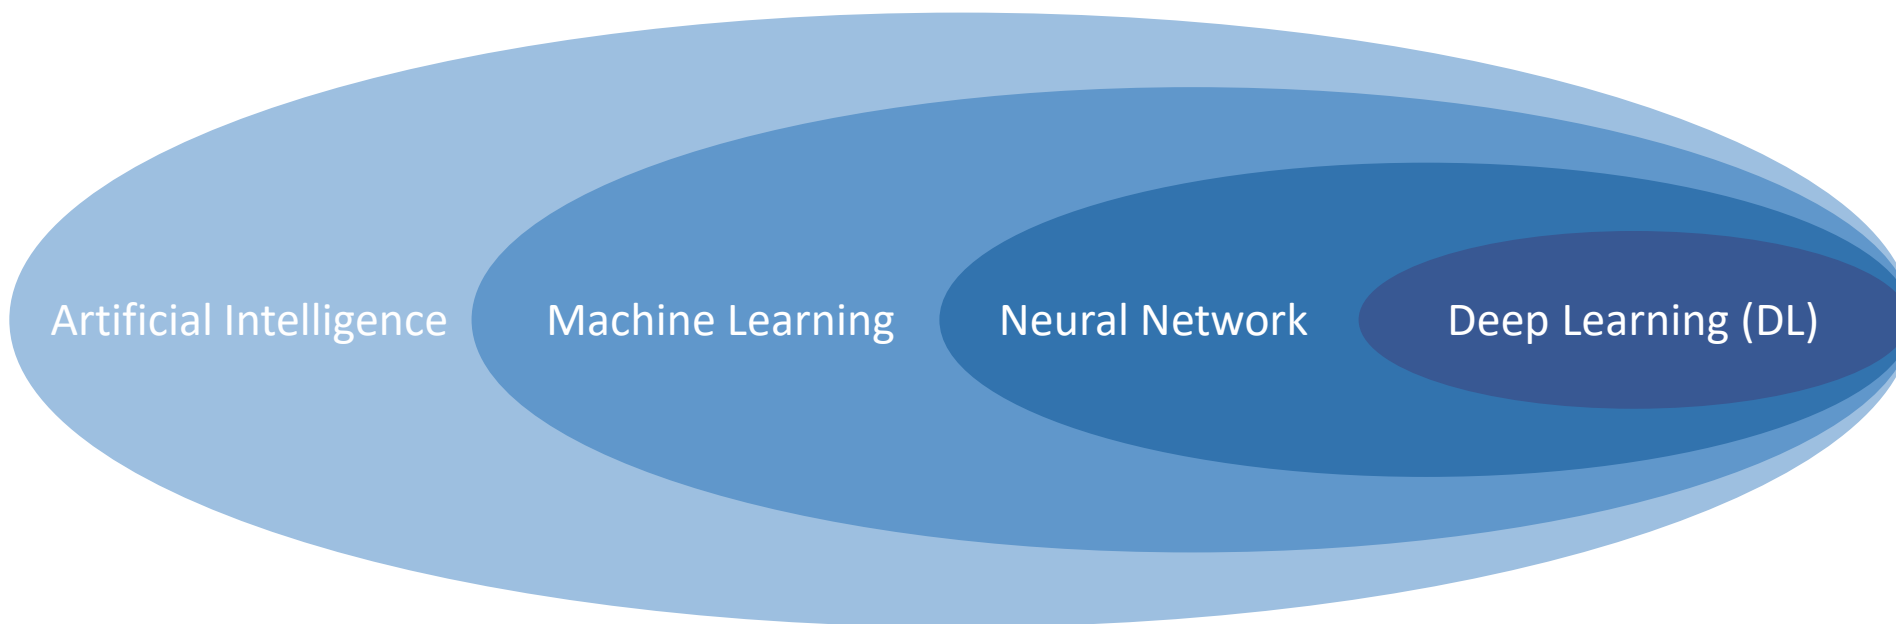 Artificial Intelligence
Machine Learning
Neural Network
Deep Learning (DL)